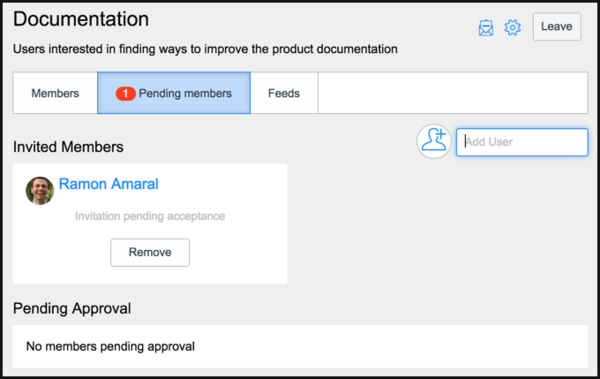 Documentation
Leave
Users interested in finding ways to improve the product documentation
Members
1 Pending members
Feeds
Add User
Invited Members
Ramon Amaral
Invitation pending acceptance
Remove
Pending Approval
No members pending approval